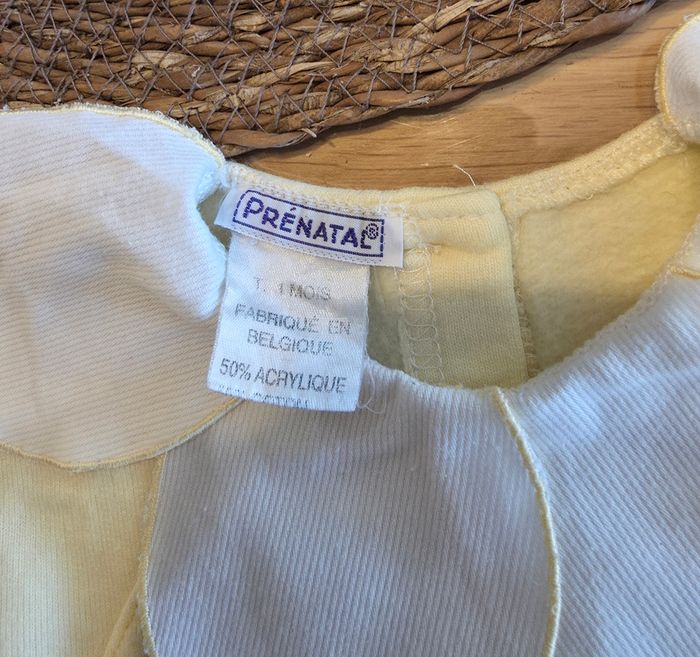 PRÉNATAL®
T. 1 MOIS
FABRIQUÉ EN
BELGIQUE
50% ACRYLIQUE